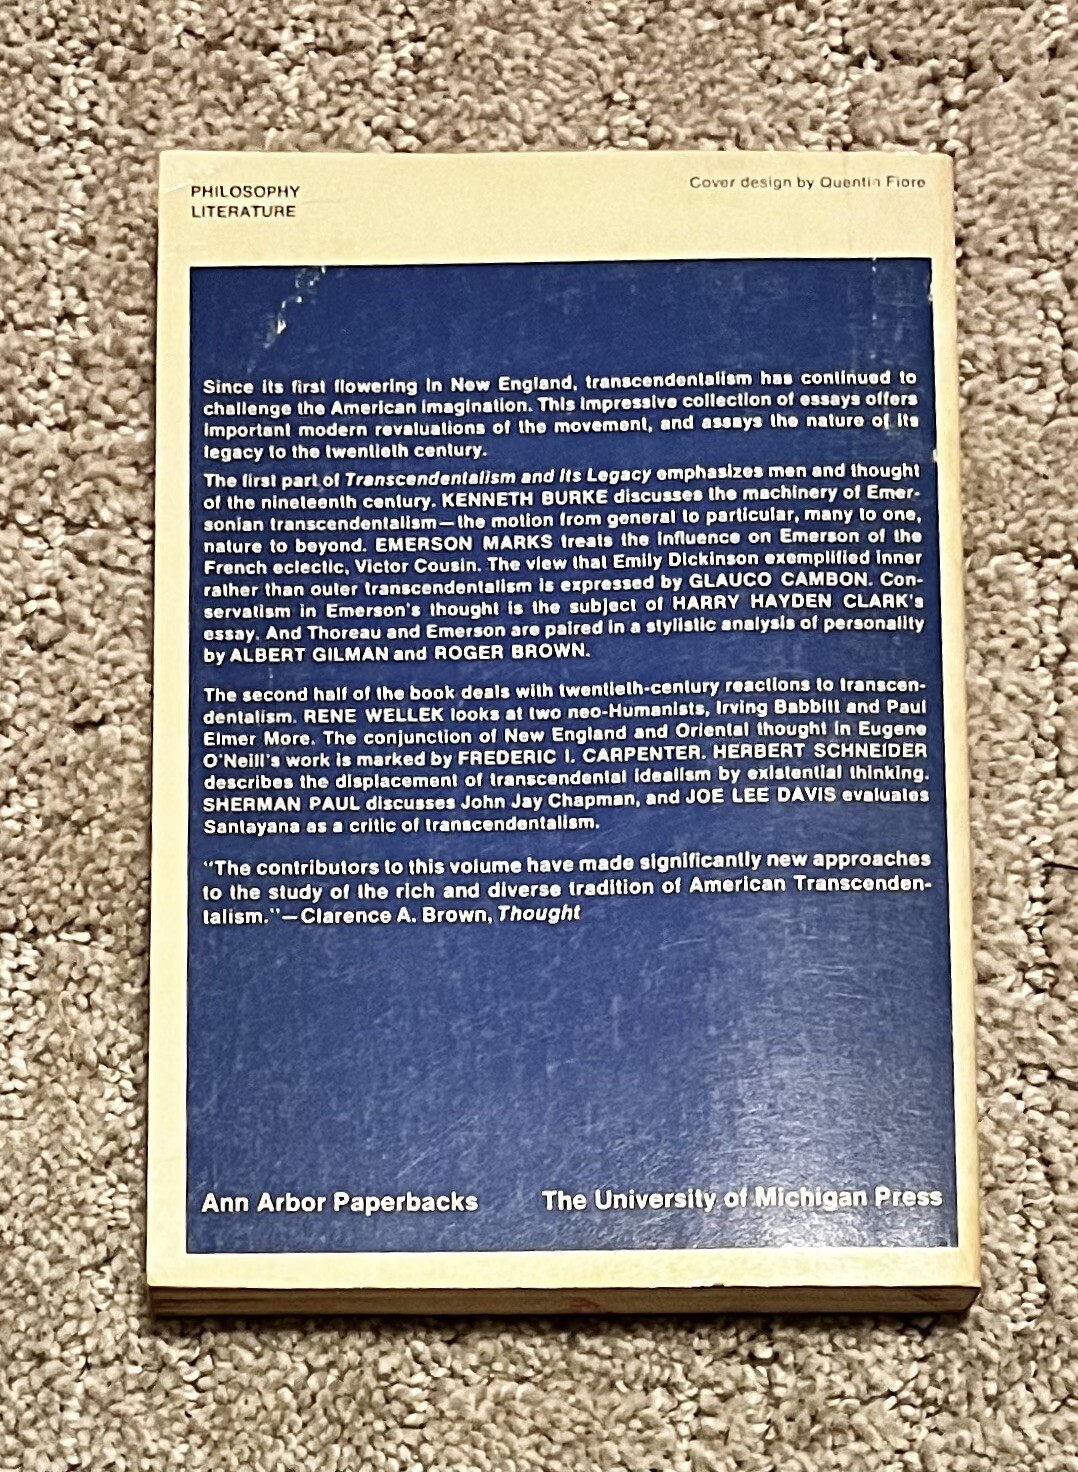 PHILOSOPHY
LITERATURE
Cover design by Quentin Fiore
Since its first flowering in New England, transcendentalism has continued to
challenge the American imagination. This impressive collection of essays offers
important modern revaluations of the movement, and assays the nature of its
legacy to the twentieth century.
The first part of Transcendentalism and Its Legacy emphasizes men and thought
of the nineteenth century. KENNETH BURKE discusses the machinery of Emer-
sonian transcendentalism—the motion from general to particular, many to one,
nature to beyond. EMERSON MARKS treats the influence on Emerson of the
French eclectic, Victor Cousin. The view that Emily Dickinson exemplified inner
rather than outer transcendentalism is expressed by GLAUCO CAMBON. Con-
servatism in Emerson's thought is the subject of HARRY HAYDEN CLARK's
essay. And Thoreau and Emerson are paired in a stylistic analysis of personality
by ALBERT GILMAN and ROGER BROWN.
The second half of the book deals with twentieth-century reactions to transcen-
dentalism. RENE WELLEK looks at two neo-Humanists, Irving Babbitt and Paul
Elmer More. The conjunction of New England and Oriental thought in Eugene
O'Neill's work is marked by FREDERIC I. CARPENTER. HERBERT SCHNEIDER
describes the displacement of transcendental idealism by existential thinking.
SHERMAN PAUL discusses John Jay Chapman, and JOE LEE DAVIS evaluates
Santayana as a critic of transcendentalism.
"The contributors to this volume have made significantly new approaches
to the study of the rich and diverse tradition of American Transcenden-
talism."—Clarence A. Brown, Thought
Ann Arbor Paperbacks The University of Michigan Press